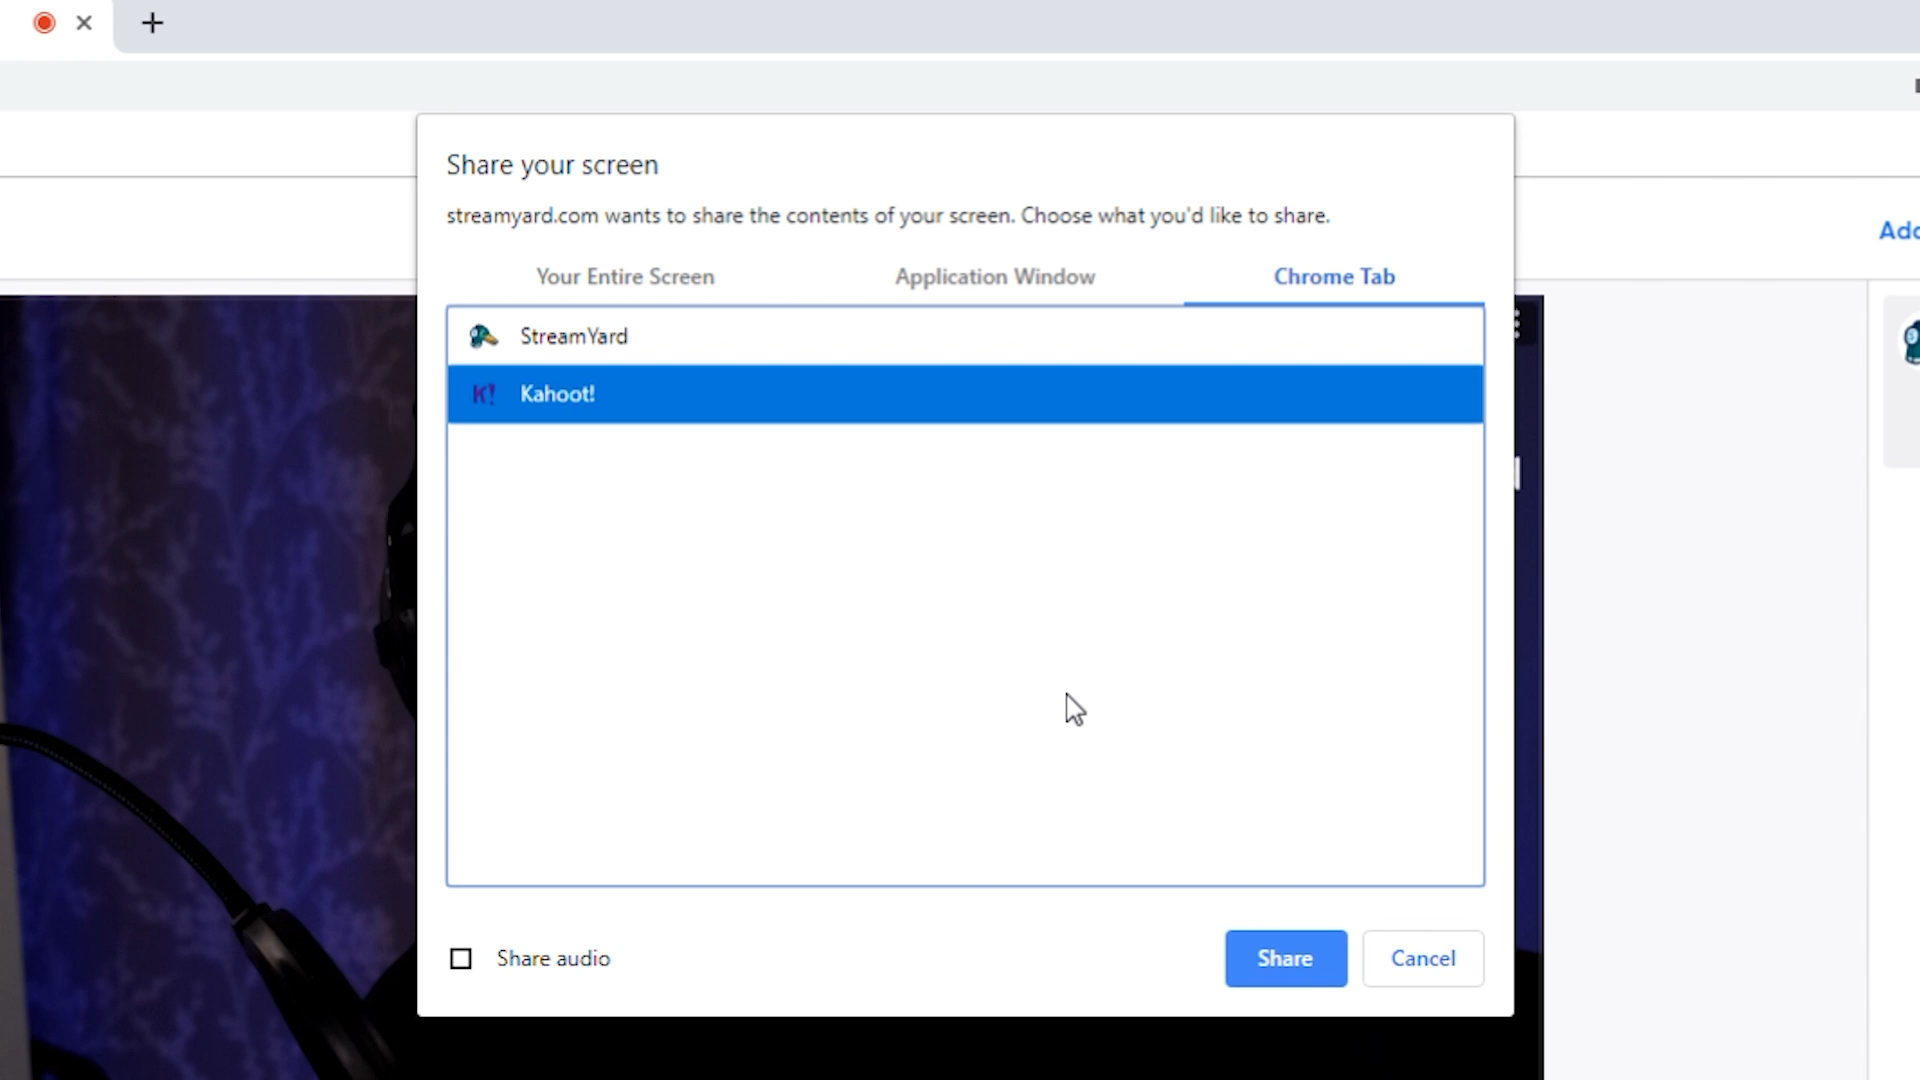 Share your screen
streamyard.com wants to share the contents of your screen. Choose what you'd like to share.
Your Entire Screen Application Window Chrome Tab
StreamYard
K! Kahoot!
Share audio Share Cancel